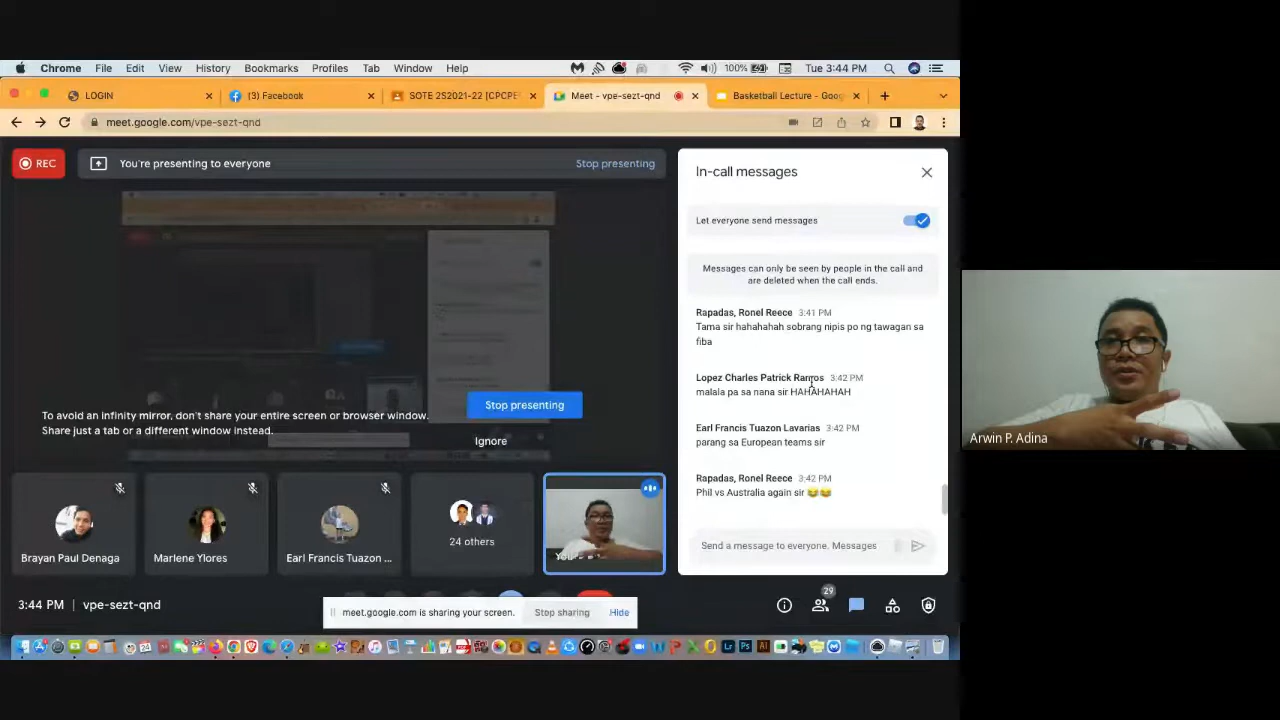 Chrome File Edit View History Bookmarks Profiles Tab Window Help 100% Tue 3:44 PM
LOGIN (3) Facebook SOTE 2S2021-22 [CPCPE Meet - vpe-sezt-qnd Basketball Lecture - Goog
meet.google.com/vpe-sezt-qnd
REC You're presenting to everyone Stop presenting
In-call messages
Let everyone send messages
Messages can only be seen by people in the call and
are deleted when the call ends.
Rapadas, Ronel Reece 3:41 PM
Tama sir hahahahah sobrang nipis po ng tawagan sa
fiba
Lopez Charles Patrick Ramos 3:42 PM
malala pa sa nana sir HAHAHAHAH
Earl Francis Tuazon Lavarias 3:42 PM
parang sa European teams sir
Rapadas, Ronel Reece 3:42 PM
Phil vs Australia again sir 😂😂
Send a message to everyone. Messages
To avoid an infinity mirror, don't share your entire screen or browser window.
Share just a tab or a different window instead.
Stop presenting
Ignore
Brayan Paul Denaga
Marlene Ylores
Earl Francis Tuazon ...
24 others
3:44 PM | vpe-sezt-qnd
meet.google.com is sharing your screen. Stop sharing Hide
29
Arwin P. Adina